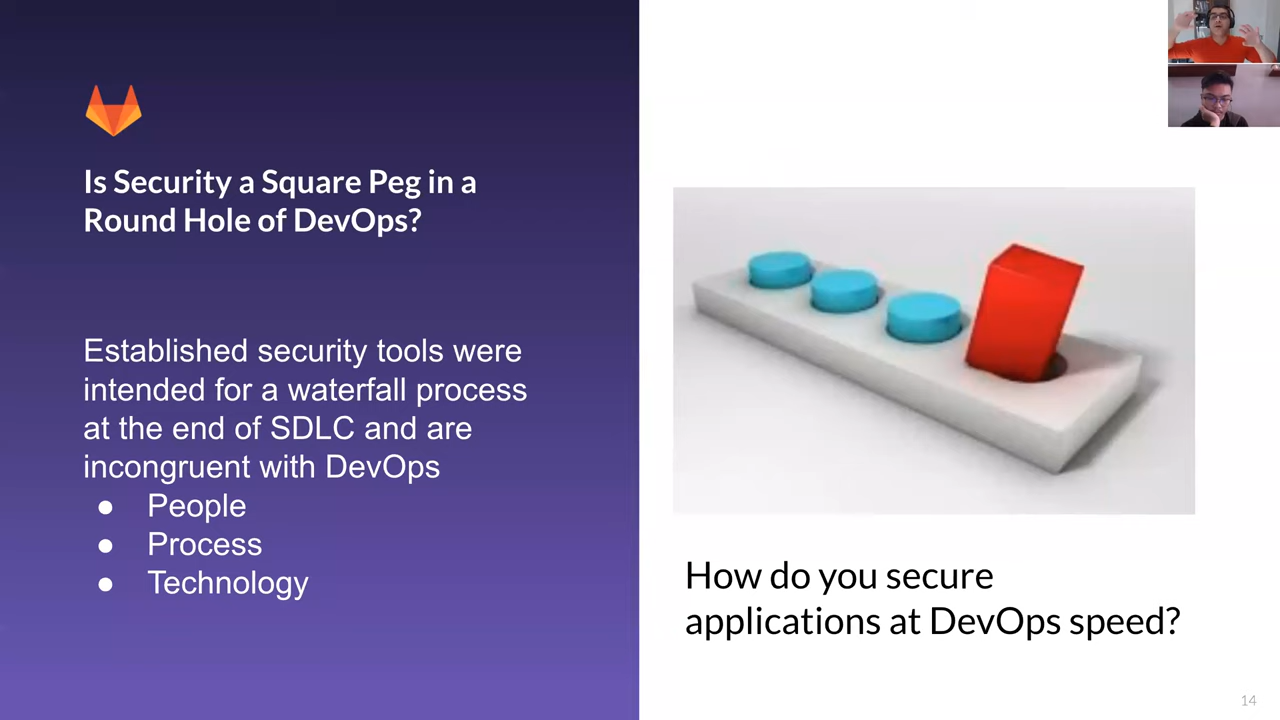 Is Security a Square Peg in a
Round Hole of DevOps?
Established security tools were
intended for a waterfall process
at the end of SDLC and are
incongruent with DevOps
● People
● Process
● Technology
How do you secure
applications at DevOps speed?
14